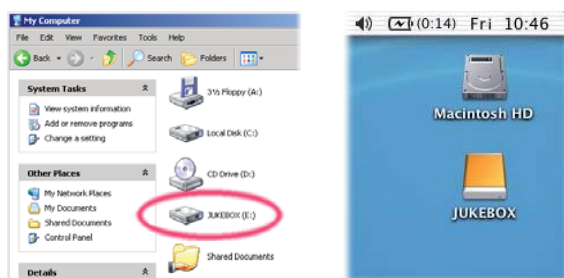 My Computer
File Edit View Favorites Tools Help
Back Search Folders
System Tasks
View system information
Add or remove programs
Change a setting
Other Places
My Network Places
My Documents
Shared Documents
Control Panel
Details
3½ Floppy (A:)
Local Disk (C:)
CD Drive (D:)
JUKEBOX (E:)
Shared Documents
(0:14) Fri 10:46
Macintosh HD
JUKEBOX